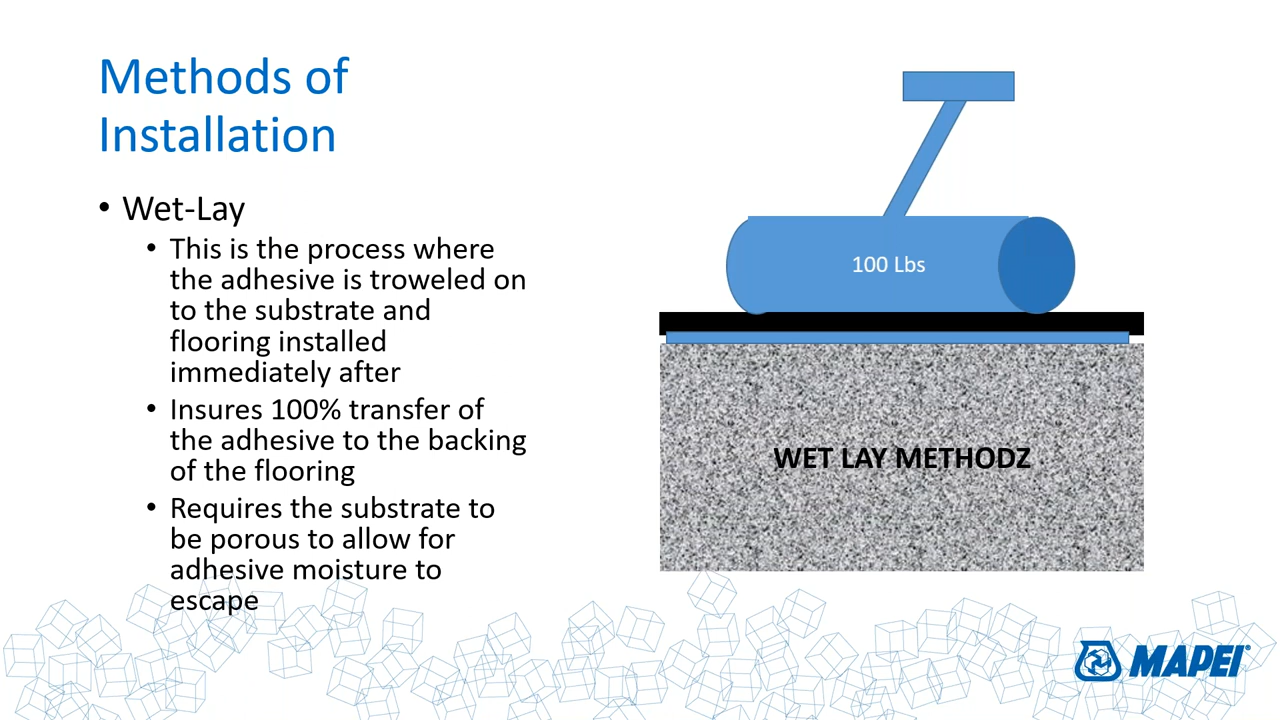 Methods of
Installation
• Wet-Lay
• This is the process where
the adhesive is troweled on
to the substrate and
flooring installed
immediately after
• Insures 100% transfer of
the adhesive to the backing
of the flooring
• Requires the substrate to
be porous to allow for
adhesive moisture to
escape
100 Lbs
WET LAY METHODZ
MAPEI®